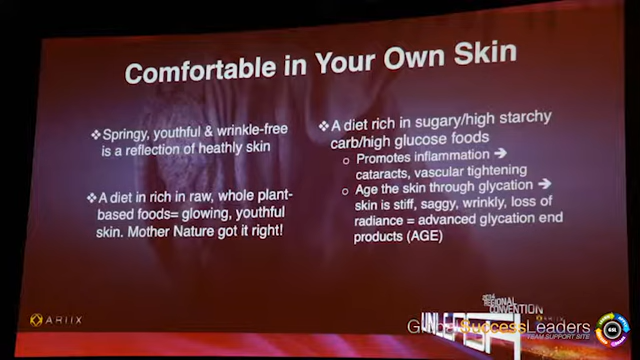 Comfortable in Your Own Skin
❖Springy, youthful & wrinkle-free
is a reflection of heathly skin
❖A diet in rich in raw, whole plant-
based foods= glowing, youthful
skin. Mother Nature got it right!
❖A diet rich in sugary/high starchy
carb/high glucose foods
○ Promotes inflammation ➔
cataracts, vascular tightening
○ Age the skin through glycation ➔
skin is stiff, saggy, wrinkly, loss of
radiance = advanced glycation end
products (AGE)
ARIIX
REGIONAL
CONVENTION
ARIIX
UNLEASH
GlobalSuccessLeaders
TEAM SUPPORT SITE
GSL